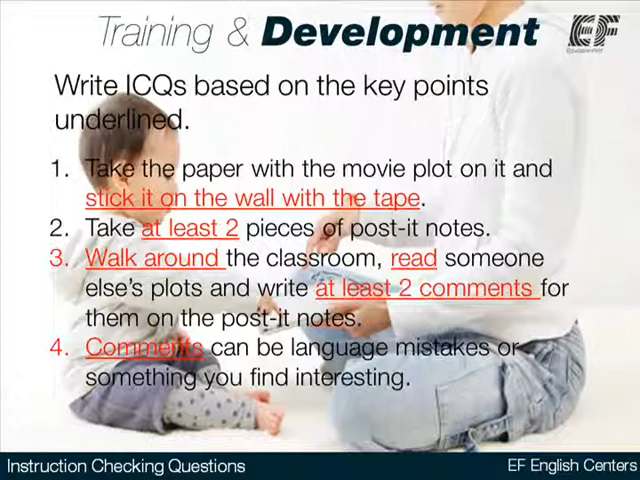 Training & Development
EF
Write ICQs based on the key points
underlined.
1. Take the paper with the movie plot on it and
stick it on the wall with the tape.
2. Take at least 2 pieces of post-it notes.
3. Walk around the classroom, read someone
else's plots and write at least 2 comments for
them on the post-it notes.
4. Comments can be language mistakes or
something you find interesting.
Instruction Checking Questions
EF English Centers